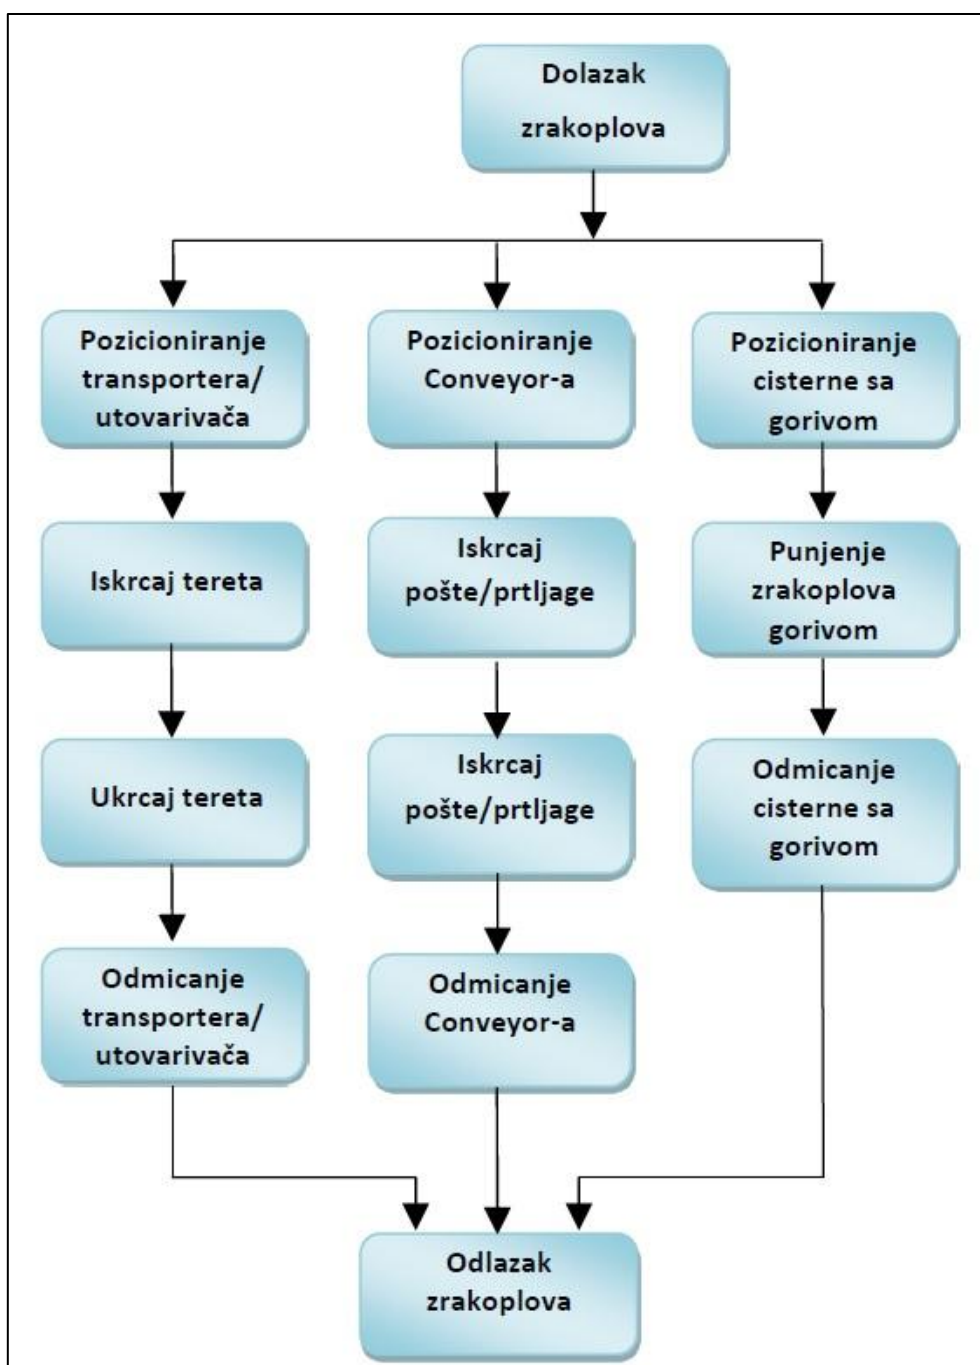 Dolazak
zrakoplova
Pozicioniranje
transportera/
utovarivača
Pozicioniranje
Conveyor-a
Pozicioniranje
cisterne sa
gorivom
Iskrcaj tereta
Iskrcaj
pošte/prtljage
Punjenje
zrakoplova
gorivom
Ukrcaj tereta
Iskrcaj
pošte/prtljage
Odmicanje
cisterne sa
gorivom
Odmicanje
transportera/
utovarivača
Odmicanje
Conveyor-a
Odlazak
zrakoplova